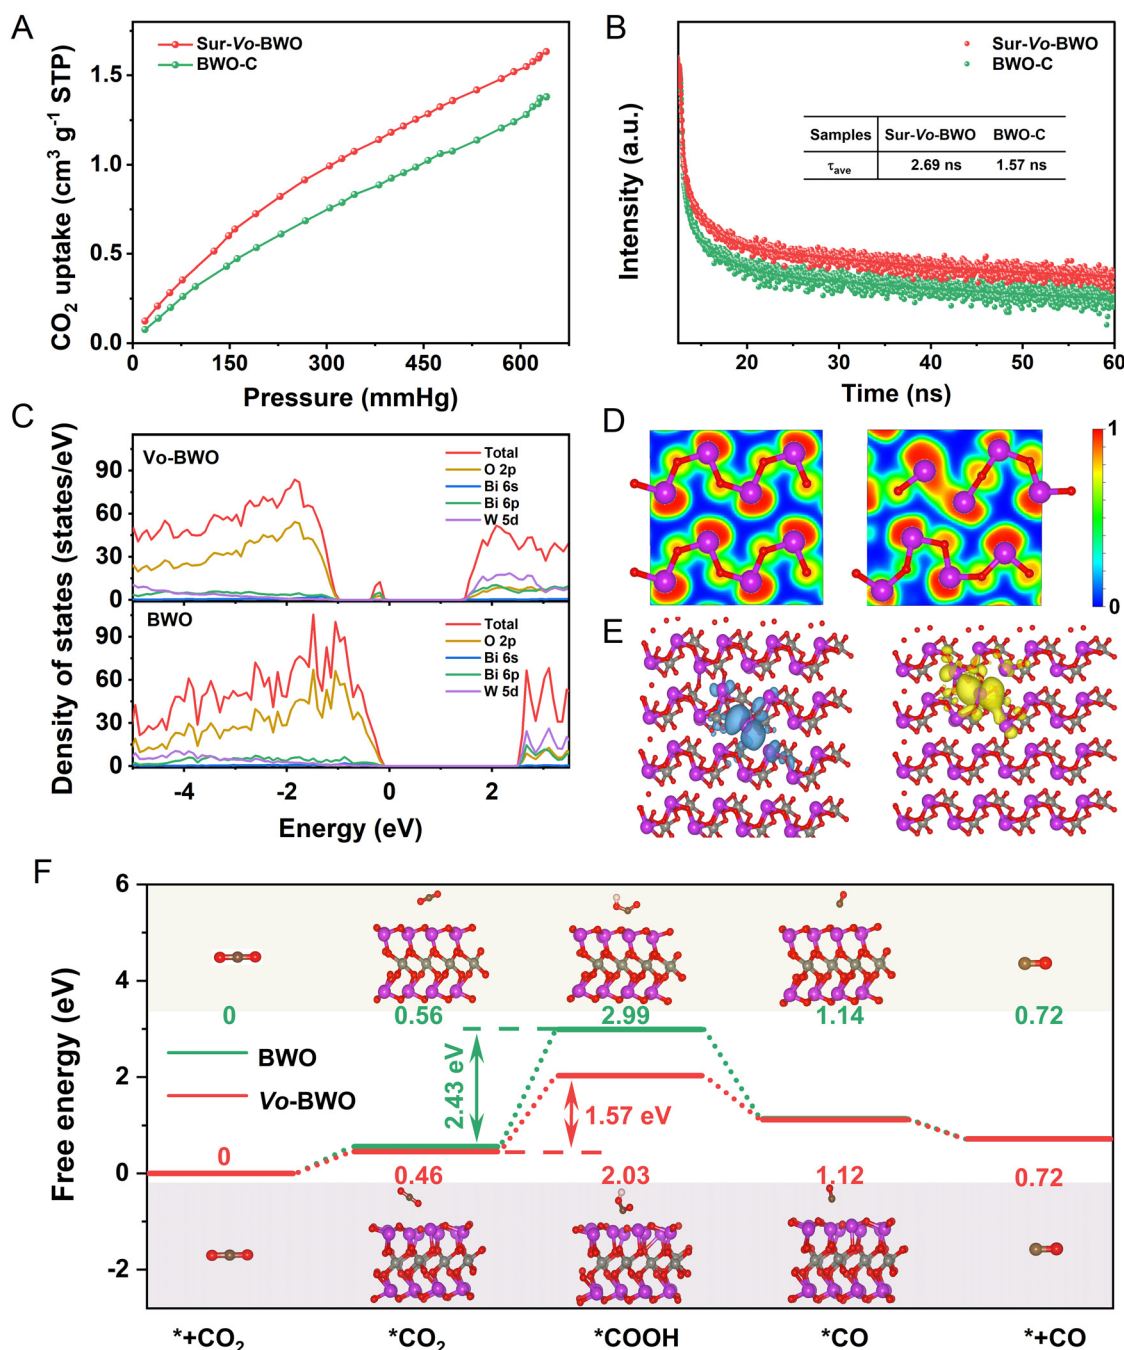 A
Sur-Vo-BWO
BWO-C
CO₂ uptake (cm³ g⁻¹ STP)
1.5
1.0
0.5
0.0
0 150 300 450 600
Pressure (mmHg)
B
Sur-Vo-BWO
BWO-C
Samples Sur-Vo-BWO BWO-C
τave 2.69 ns 1.57 ns
Intensity (a.u.)
20 30 40 50 60
Time (ns)
C
Vo-BWO
Total
O 2p
Bi 6s
Bi 6p
W 5d
90
60
30
0
BWO
Total
O 2p
Bi 6s
Bi 6p
W 5d
90
60
30
0
Density of states (states/eV)
-4 -2 0 2
Energy (eV)
D
1
0
E
F
Free energy (eV)
6
4
2
0
-2
0 0.56 2.99 1.14 0.72
BWO
Vo-BWO
2.43 eV
1.57 eV
0 0.46 2.03 1.12 0.72
*+CO₂ *CO₂ *COOH *CO *+CO